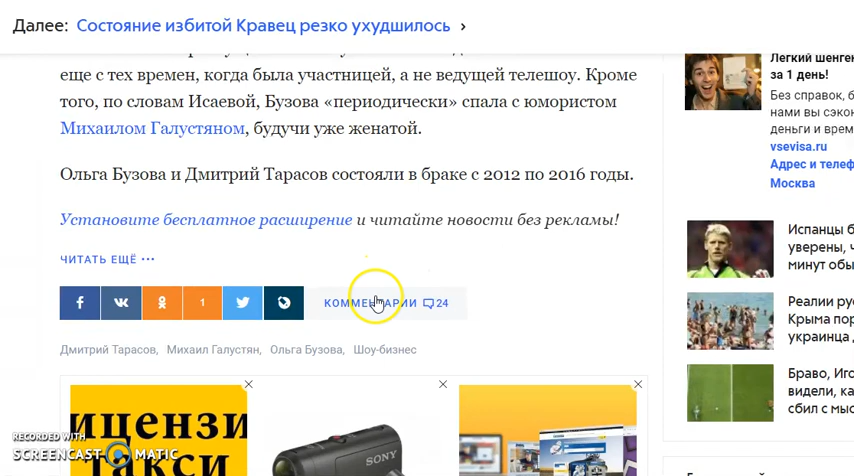 Далее: Состояние избитой Кравец резко ухудшилось ›
еще с тех времен, когда была участницей, а не ведущей телешоу. Кроме
того, по словам Исаевой, Бузова «периодически» спала с юмористом
Михаилом Галустяном, будучи уже женатой.
Ольга Бузова и Дмитрий Тарасов состояли в браке с 2012 по 2016 годы.
Установите бесплатное расширение и читайте новости без рекламы!
ЧИТАТЬ ЕЩЁ •••
1
КОММЕНТАРИИ 24
Дмитрий Тарасов, Михаил Галустян, Ольга Бузова, Шоу-бизнес
ицензи
такси
SONY
RECORDED WITH
SCREENCAST MATIC
Легкий шенген
за 1 день!
Без справок, б
нами вы сэкон
деньги и врем
vsevisa.ru
Адрес и телеф
Москва
Испанцы б
уверены, ч
минут обы
Реалии рус
Крыма пор
украинца д
Браво, Иго
видели, ка
сбил с мыс